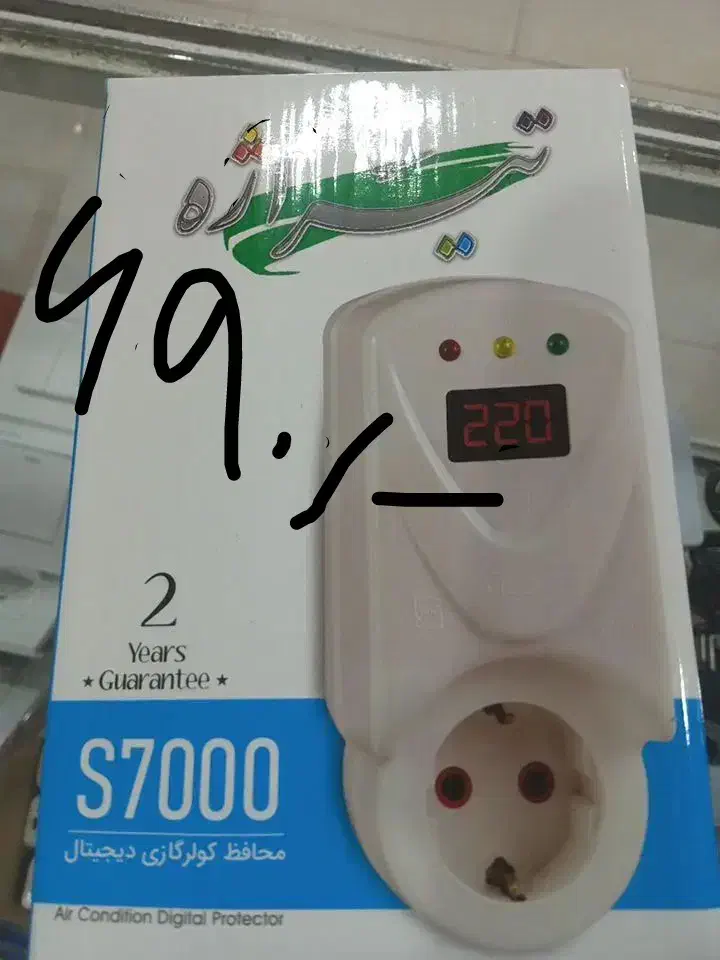 تیراژه
۶۹۰/-
220
2
Years
★ Guarantee ★
S7000
محافظ کولرگازی دیجیتال
Air Condition Digital Protector